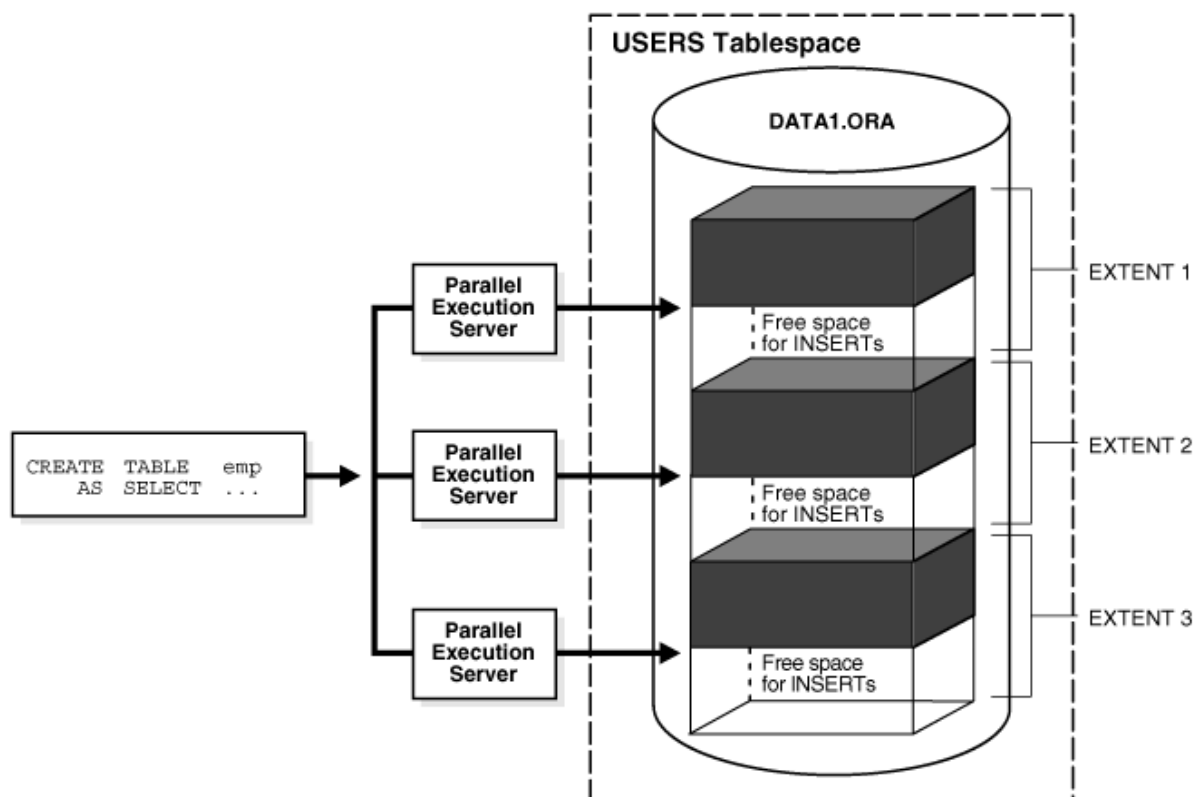 USERS Tablespace
DATA1.ORA
EXTENT 1
Parallel
Execution
Server
Free space
for INSERTs
EXTENT 2
CREATE TABLE emp
AS SELECT ...
Parallel
Execution
Server
Free space
for INSERTs
EXTENT 3
Parallel
Execution
Server
Free space
for INSERTs